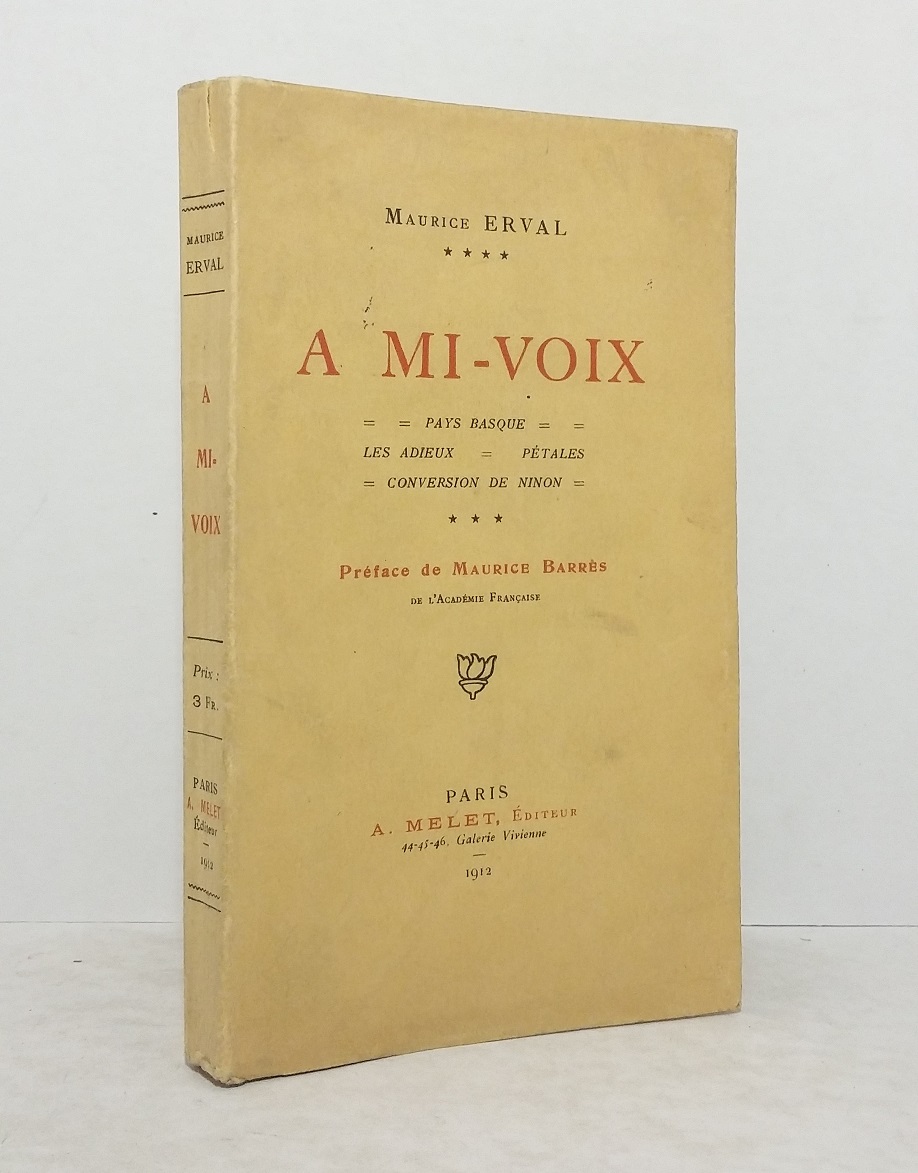 MAURICE
ERVAL
A
MI-
VOIX
Prix :
3 FR.
PARIS
A. MELET
Éditeur
1912
MAURICE ERVAL
★ ★ ★ ★
A MI-VOIX
= = PAYS BASQUE = =
LES ADIEUX = PÉTALES
= CONVERSION DE NINON =
★ ★ ★
Préface de MAURICE BARRÈS
DE L'ACADÉMIE FRANÇAISE
PARIS
A. MELET, ÉDITEUR
44-45-46, Galerie Vivienne
1912